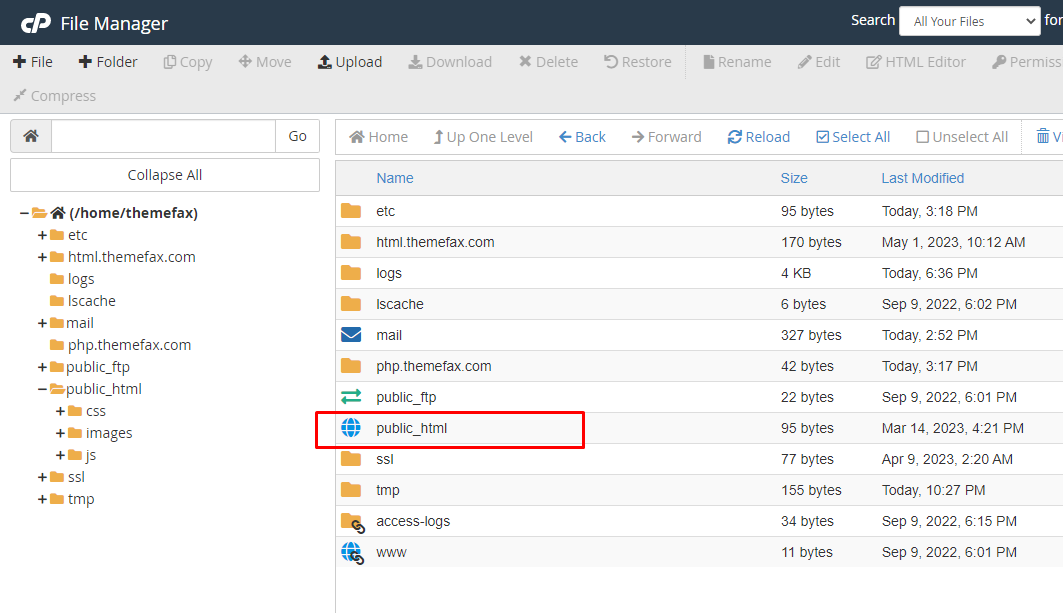 cP File Manager Search All Your Files for
File Folder Copy Move Upload Download Delete Restore Rename Edit HTML Editor Permiss
Compress
Go
Collapse All
(/home/themefax)
etc
html.themefax.com
logs
lscache
mail
php.themefax.com
public_ftp
public_html
css
images
js
ssl
tmp
Home Up One Level Back Forward Reload Select All Unselect All Vi
Name Size Last Modified
etc 95 bytes Today, 3:18 PM
html.themefax.com 170 bytes May 1, 2023, 10:12 AM
logs 4 KB Today, 6:36 PM
lscache 6 bytes Sep 9, 2022, 6:02 PM
mail 327 bytes Today, 2:52 PM
php.themefax.com 42 bytes Today, 3:17 PM
public_ftp 22 bytes Sep 9, 2022, 6:01 PM
public_html 95 bytes Mar 14, 2023, 4:21 PM
ssl 77 bytes Apr 9, 2023, 2:20 AM
tmp 155 bytes Today, 10:27 PM
access-logs 34 bytes Sep 9, 2022, 6:15 PM
www 11 bytes Sep 9, 2022, 6:01 PM